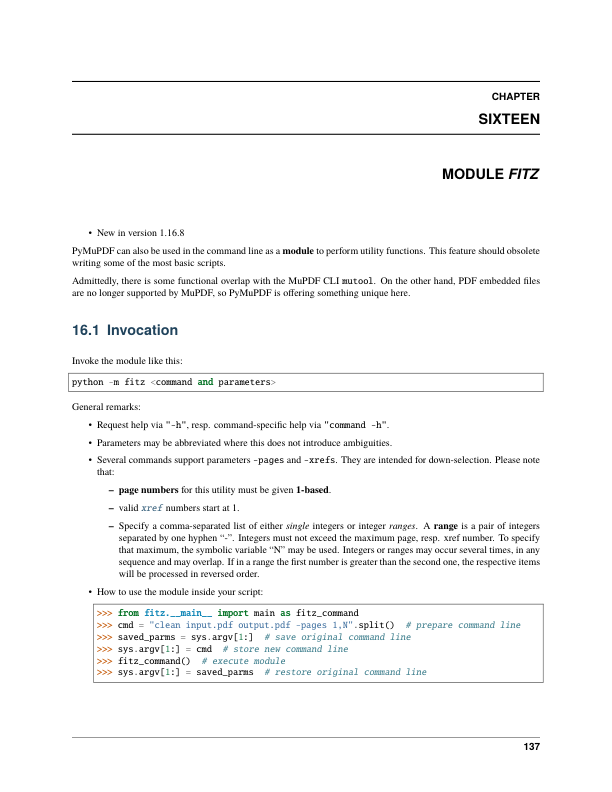 CHAPTER
SIXTEEN
MODULE FITZ
• New in version 1.16.8
PyMuPDF can also be used in the command line as a module to perform utility functions. This feature should obsolete
writing some of the most basic scripts.
Admittedly, there is some functional overlap with the MuPDF CLI mutool. On the other hand, PDF embedded files
are no longer supported by MuPDF, so PyMuPDF is offering something unique here.
16.1 Invocation
Invoke the module like this:
python -m fitz <command and parameters>
General remarks:
• Request help via "-h", resp. command-specific help via "command -h".
• Parameters may be abbreviated where this does not introduce ambiguities.
• Several commands support parameters -pages and -xrefs. They are intended for down-selection. Please note
that:
– page numbers for this utility must be given 1-based.
– valid xref numbers start at 1.
– Specify a comma-separated list of either single integers or integer ranges. A range is a pair of integers
separated by one hyphen “-”. Integers must not exceed the maximum page, resp. xref number. To specify
that maximum, the symbolic variable “N” may be used. Integers or ranges may occur several times, in any
sequence and may overlap. If in a range the first number is greater than the second one, the respective items
will be processed in reversed order.
• How to use the module inside your script:
>>> from fitz.__main__ import main as fitz_command
>>> cmd = "clean input.pdf output.pdf -pages 1,N".split()  # prepare command line
>>> saved_parms = sys.argv[1:]  # save original command line
>>> sys.argv[1:] = cmd  # store new command line
>>> fitz_command()  # execute module
>>> sys.argv[1:] = saved_parms  # restore original command line
137